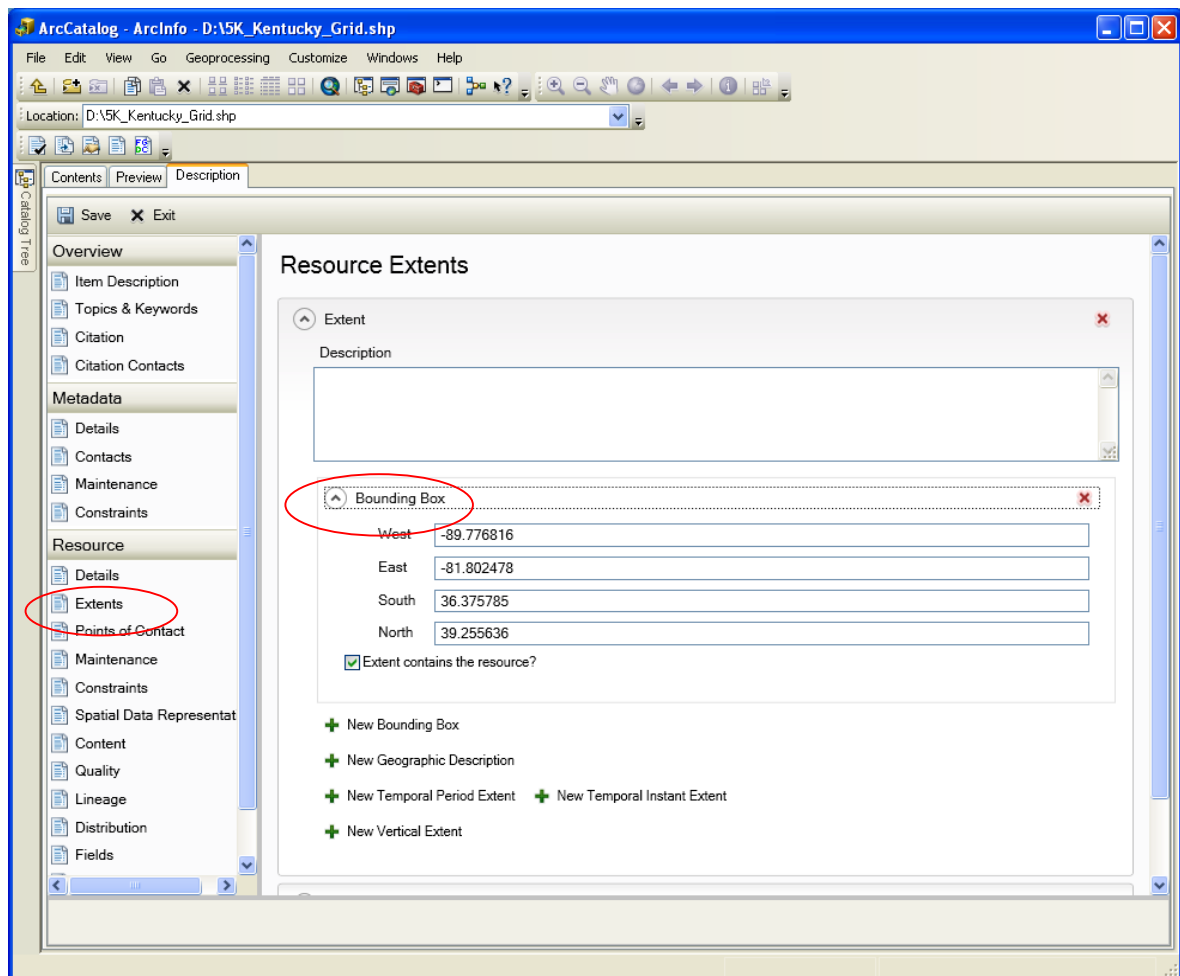 ArcCatalog - ArcInfo - D:\5K_Kentucky_Grid.shp
File Edit View Go Geoprocessing Customize Windows Help
Location: D:\5K_Kentucky_Grid.shp
Catalog Tree
Contents Preview Description
Save Exit
Overview
Item Description
Topics & Keywords
Citation
Citation Contacts
Metadata
Details
Contacts
Maintenance
Constraints
Resource
Details
Extents
Points of Contact
Maintenance
Constraints
Spatial Data Representat
Content
Quality
Lineage
Distribution
Fields
Resource Extents
Extent
Description
Bounding Box
West -89.776816
East -81.802478
South 36.375785
North 39.255636
Extent contains the resource?
New Bounding Box
New Geographic Description
New Temporal Period Extent New Temporal Instant Extent
New Vertical Extent